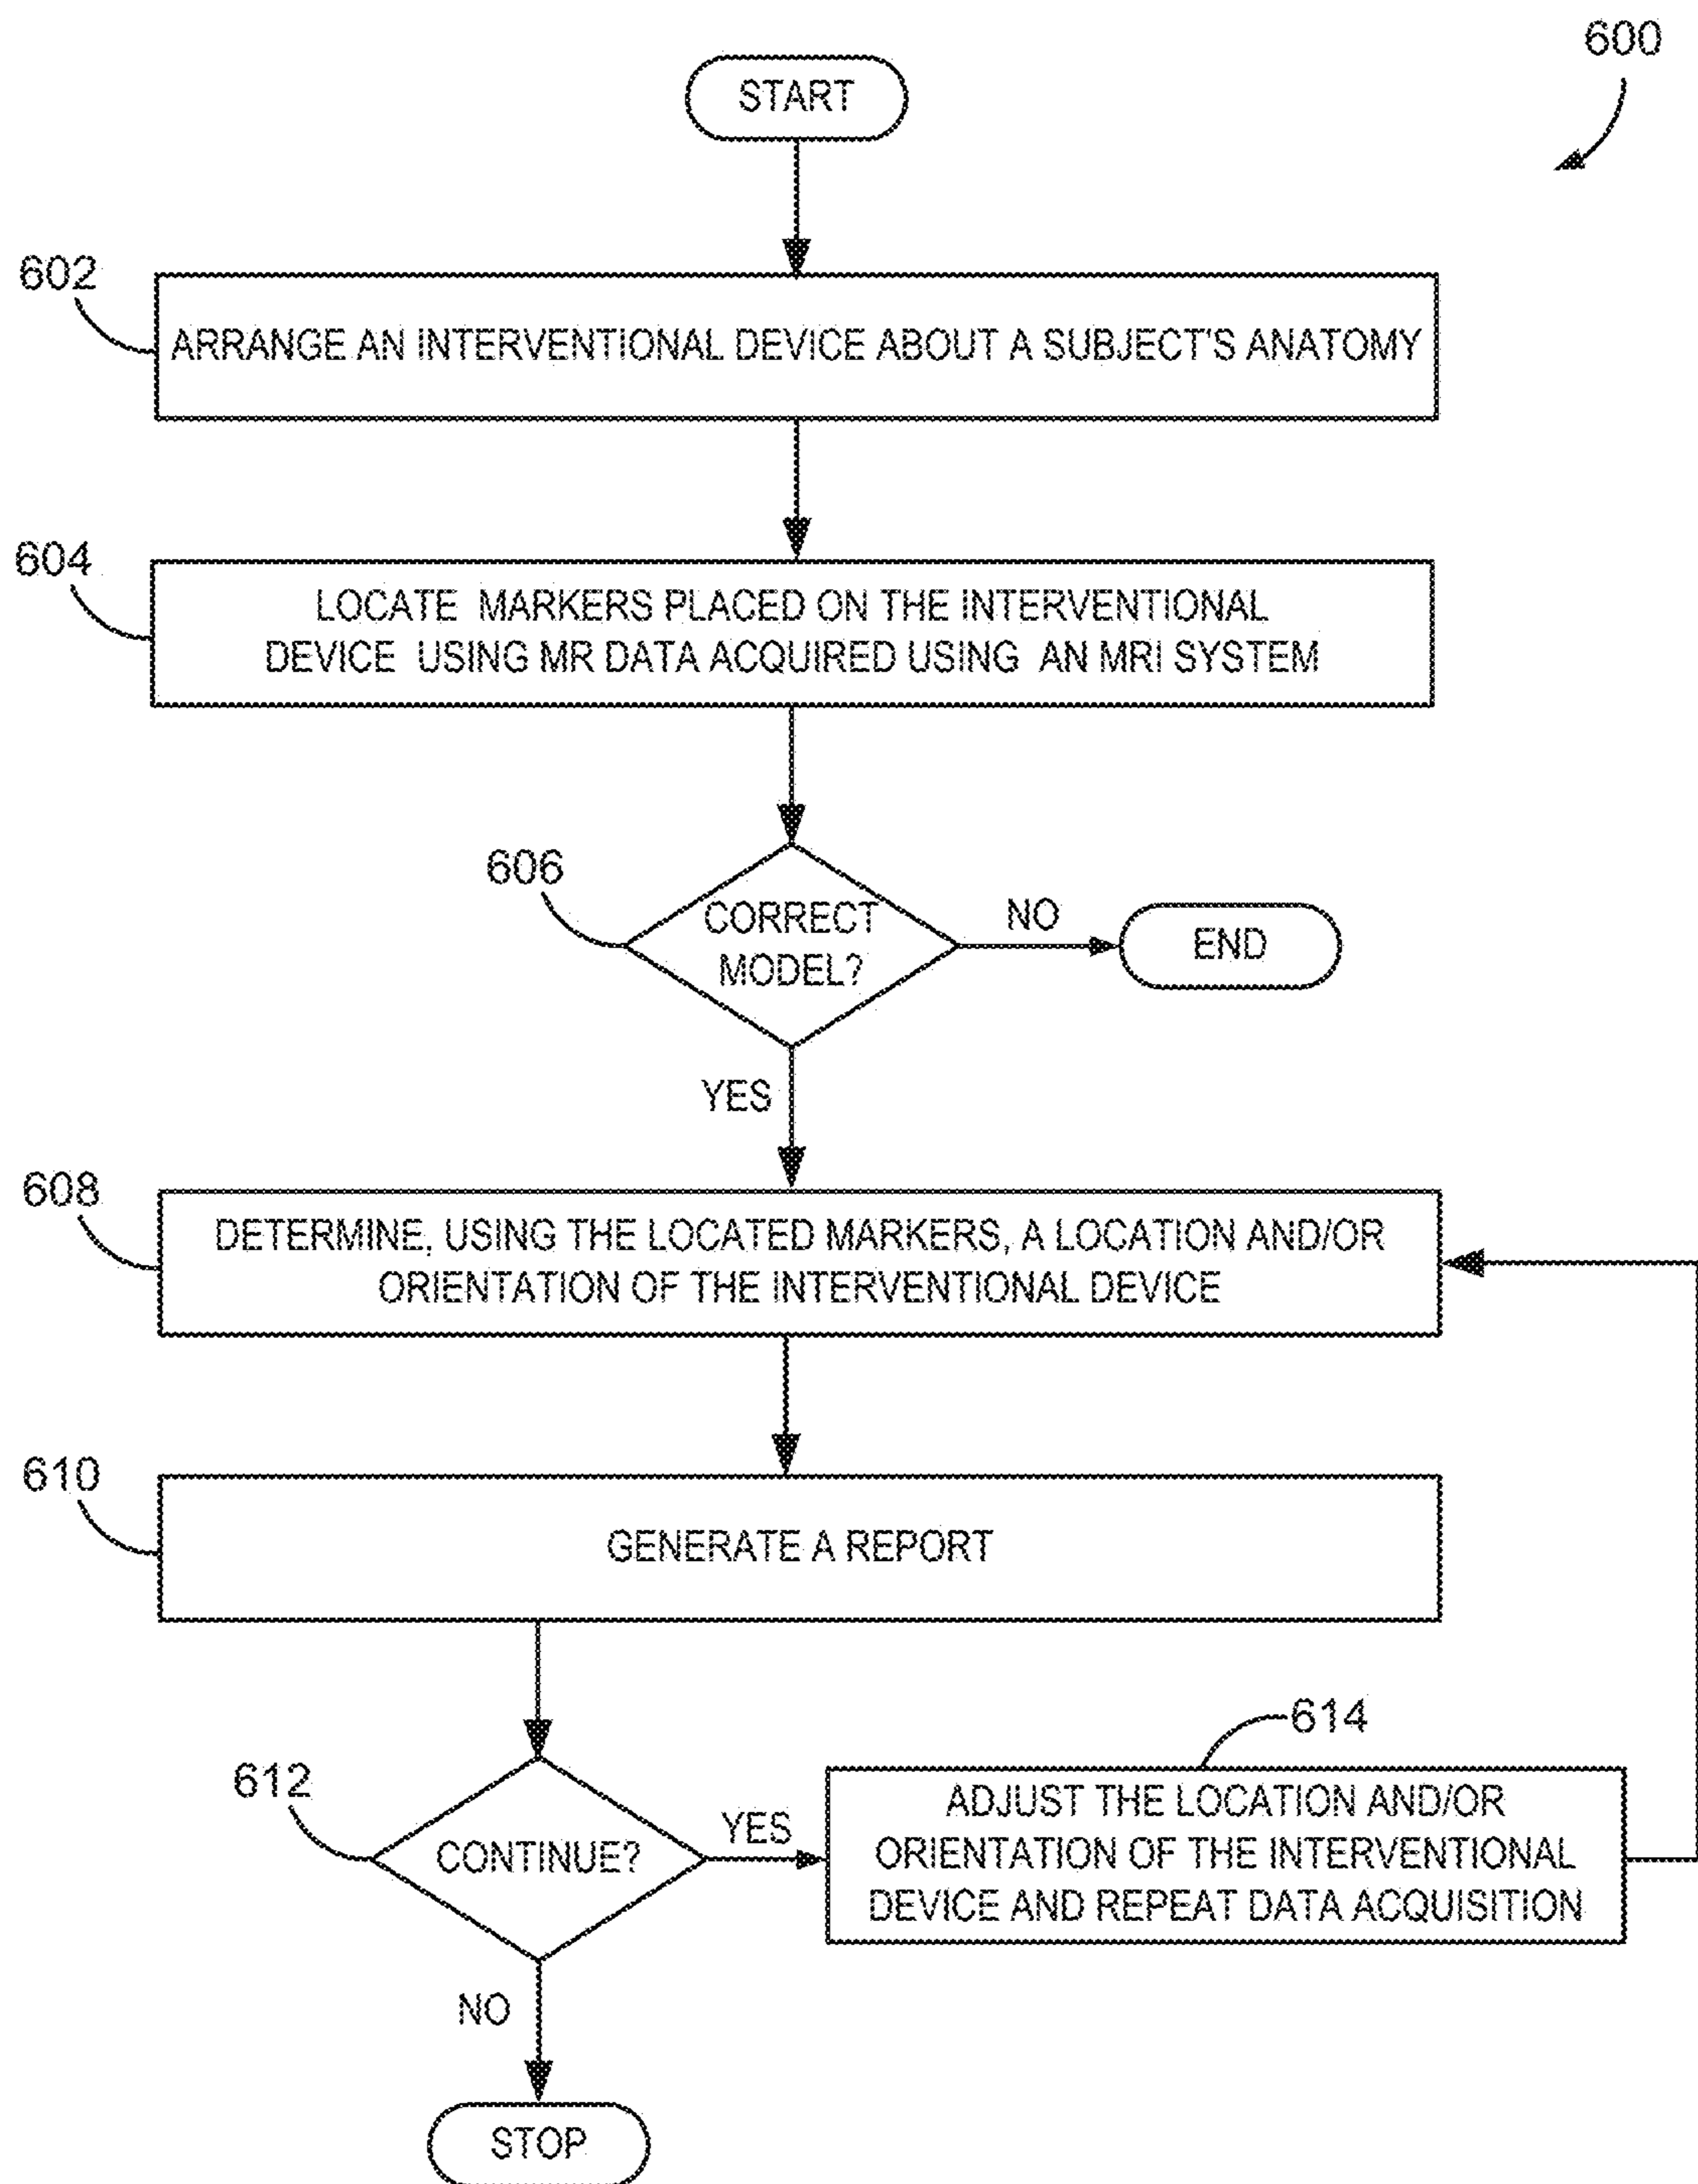 600
START
602
ARRANGE AN INTERVENTIONAL DEVICE ABOUT A SUBJECT'S ANATOMY
604
LOCATE MARKERS PLACED ON THE INTERVENTIONAL
DEVICE USING MR DATA ACQUIRED USING AN MRI SYSTEM
606
CORRECT
MODEL?
NO
END
YES
608
DETERMINE, USING THE LOCATED MARKERS, A LOCATION AND/OR
ORIENTATION OF THE INTERVENTIONAL DEVICE
610
GENERATE A REPORT
612
CONTINUE?
YES
614
ADJUST THE LOCATION AND/OR
ORIENTATION OF THE INTERVENTIONAL
DEVICE AND REPEAT DATA ACQUISITION
NO
STOP